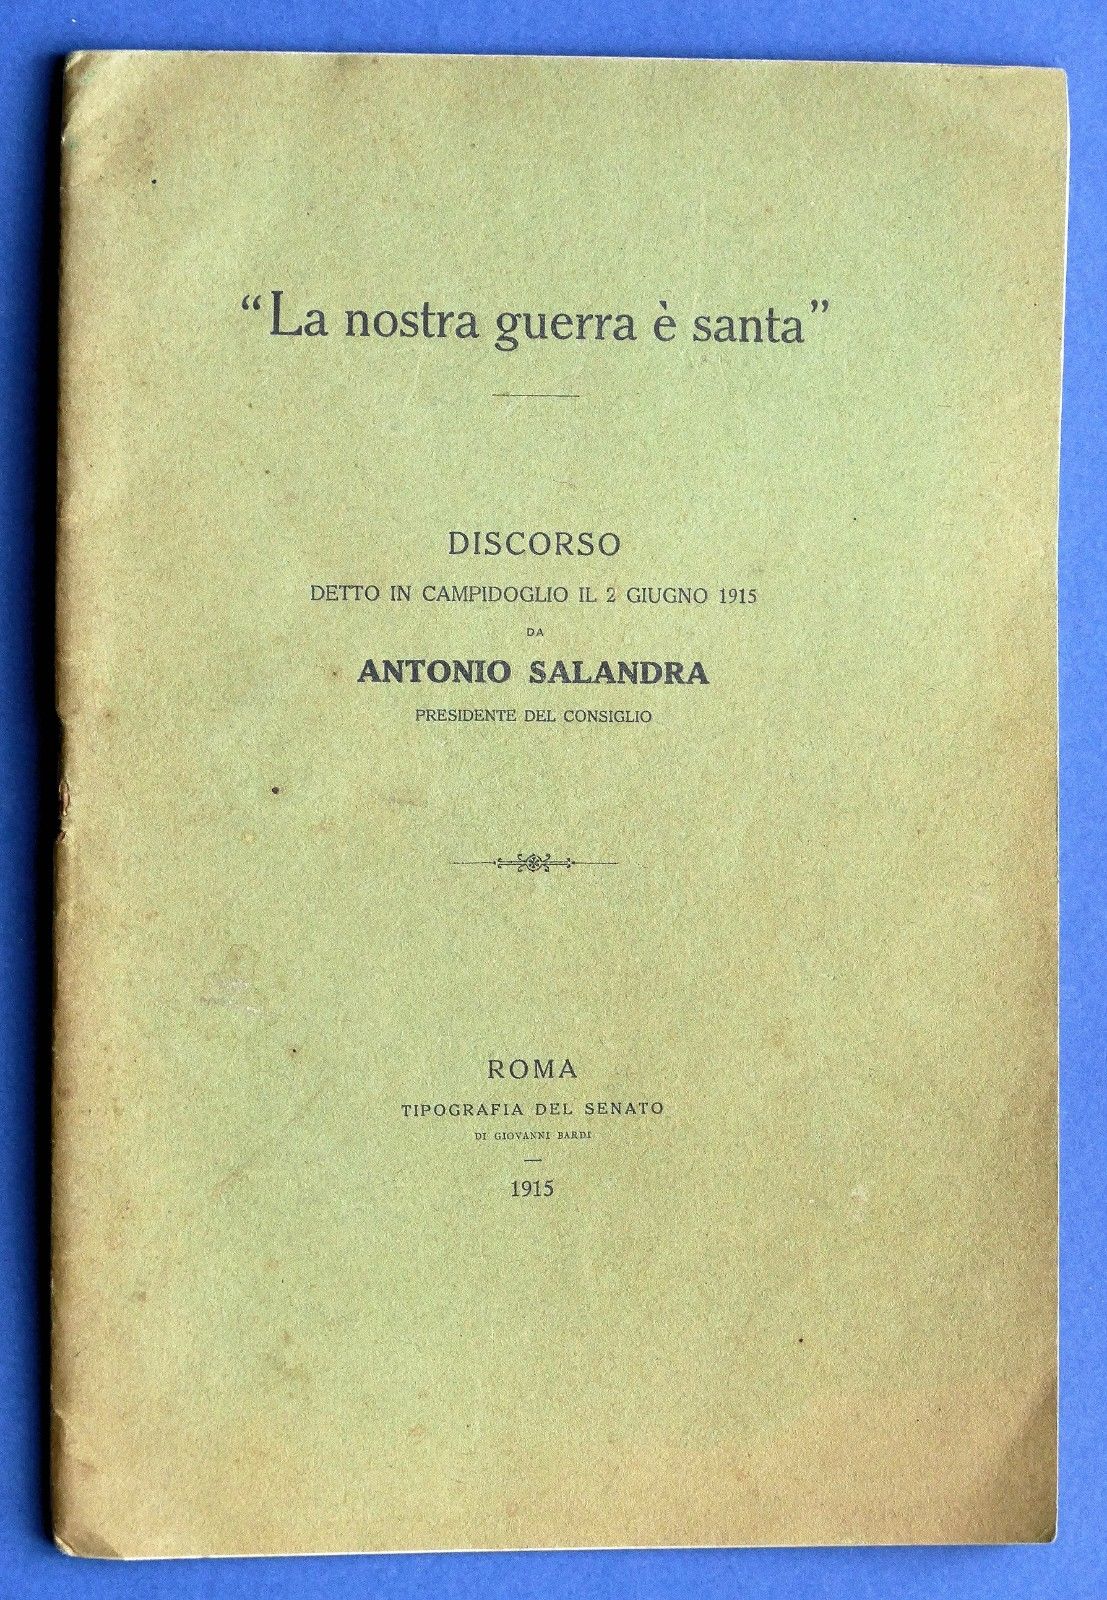 “La nostra guerra è santa”
DISCORSO
DETTO IN CAMPIDOGLIO IL 2 GIUGNO 1915
DA
ANTONIO SALANDRA
PRESIDENTE DEL CONSIGLIO
ROMA
TIPOGRAFIA DEL SENATO
DI GIOVANNI BARDI
1915